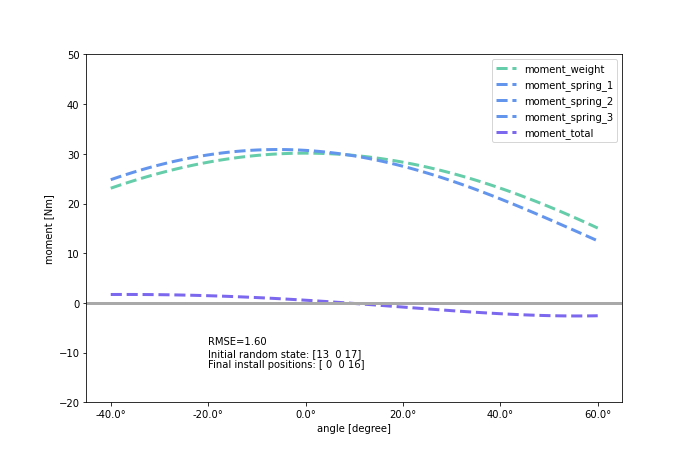 50
40
30
20
10
0
−10
−20
moment [Nm]
moment_weight
moment_spring_1
moment_spring_2
moment_spring_3
moment_total
RMSE=1.60
Initial random state: [13  0 17]
Final install positions: [ 0  0 16]
-40.0° -20.0° 0.0° 20.0° 40.0° 60.0°
angle [degree]